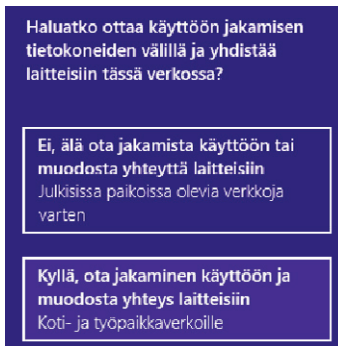 Haluatko ottaa käyttöön jakamisen
tietokoneiden välillä ja yhdistää
laitteisiin tässä verkossa?
Ei, älä ota jakamista käyttöön tai
muodosta yhteyttä laitteisiin
Julkisissa paikoissa olevia verkkoja
varten
Kyllä, ota jakaminen käyttöön ja
muodosta yhteys laitteisiin
Koti- ja työpaikkaverkoille